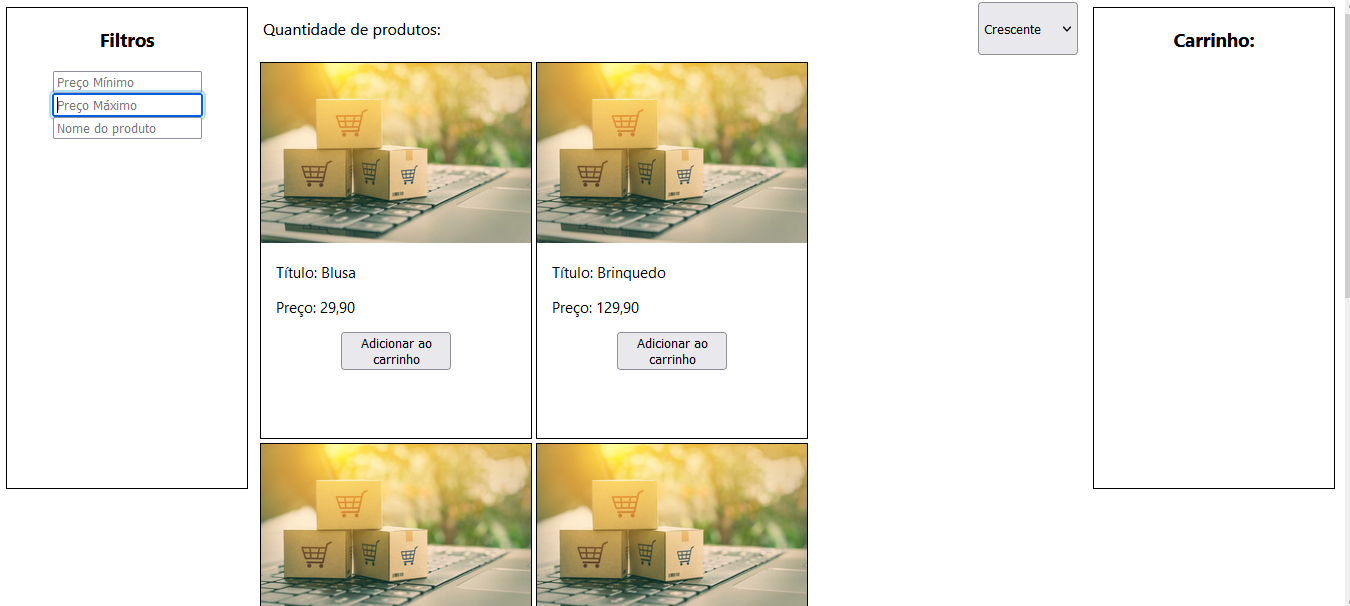 Filtros
Preço Mínimo
Preço Máximo
Nome do produto
Quantidade de produtos:
Crescente
Título: Blusa
Preço: 29,90
Adicionar ao
carrinho
Título: Brinquedo
Preço: 129,90
Adicionar ao
carrinho
Carrinho: